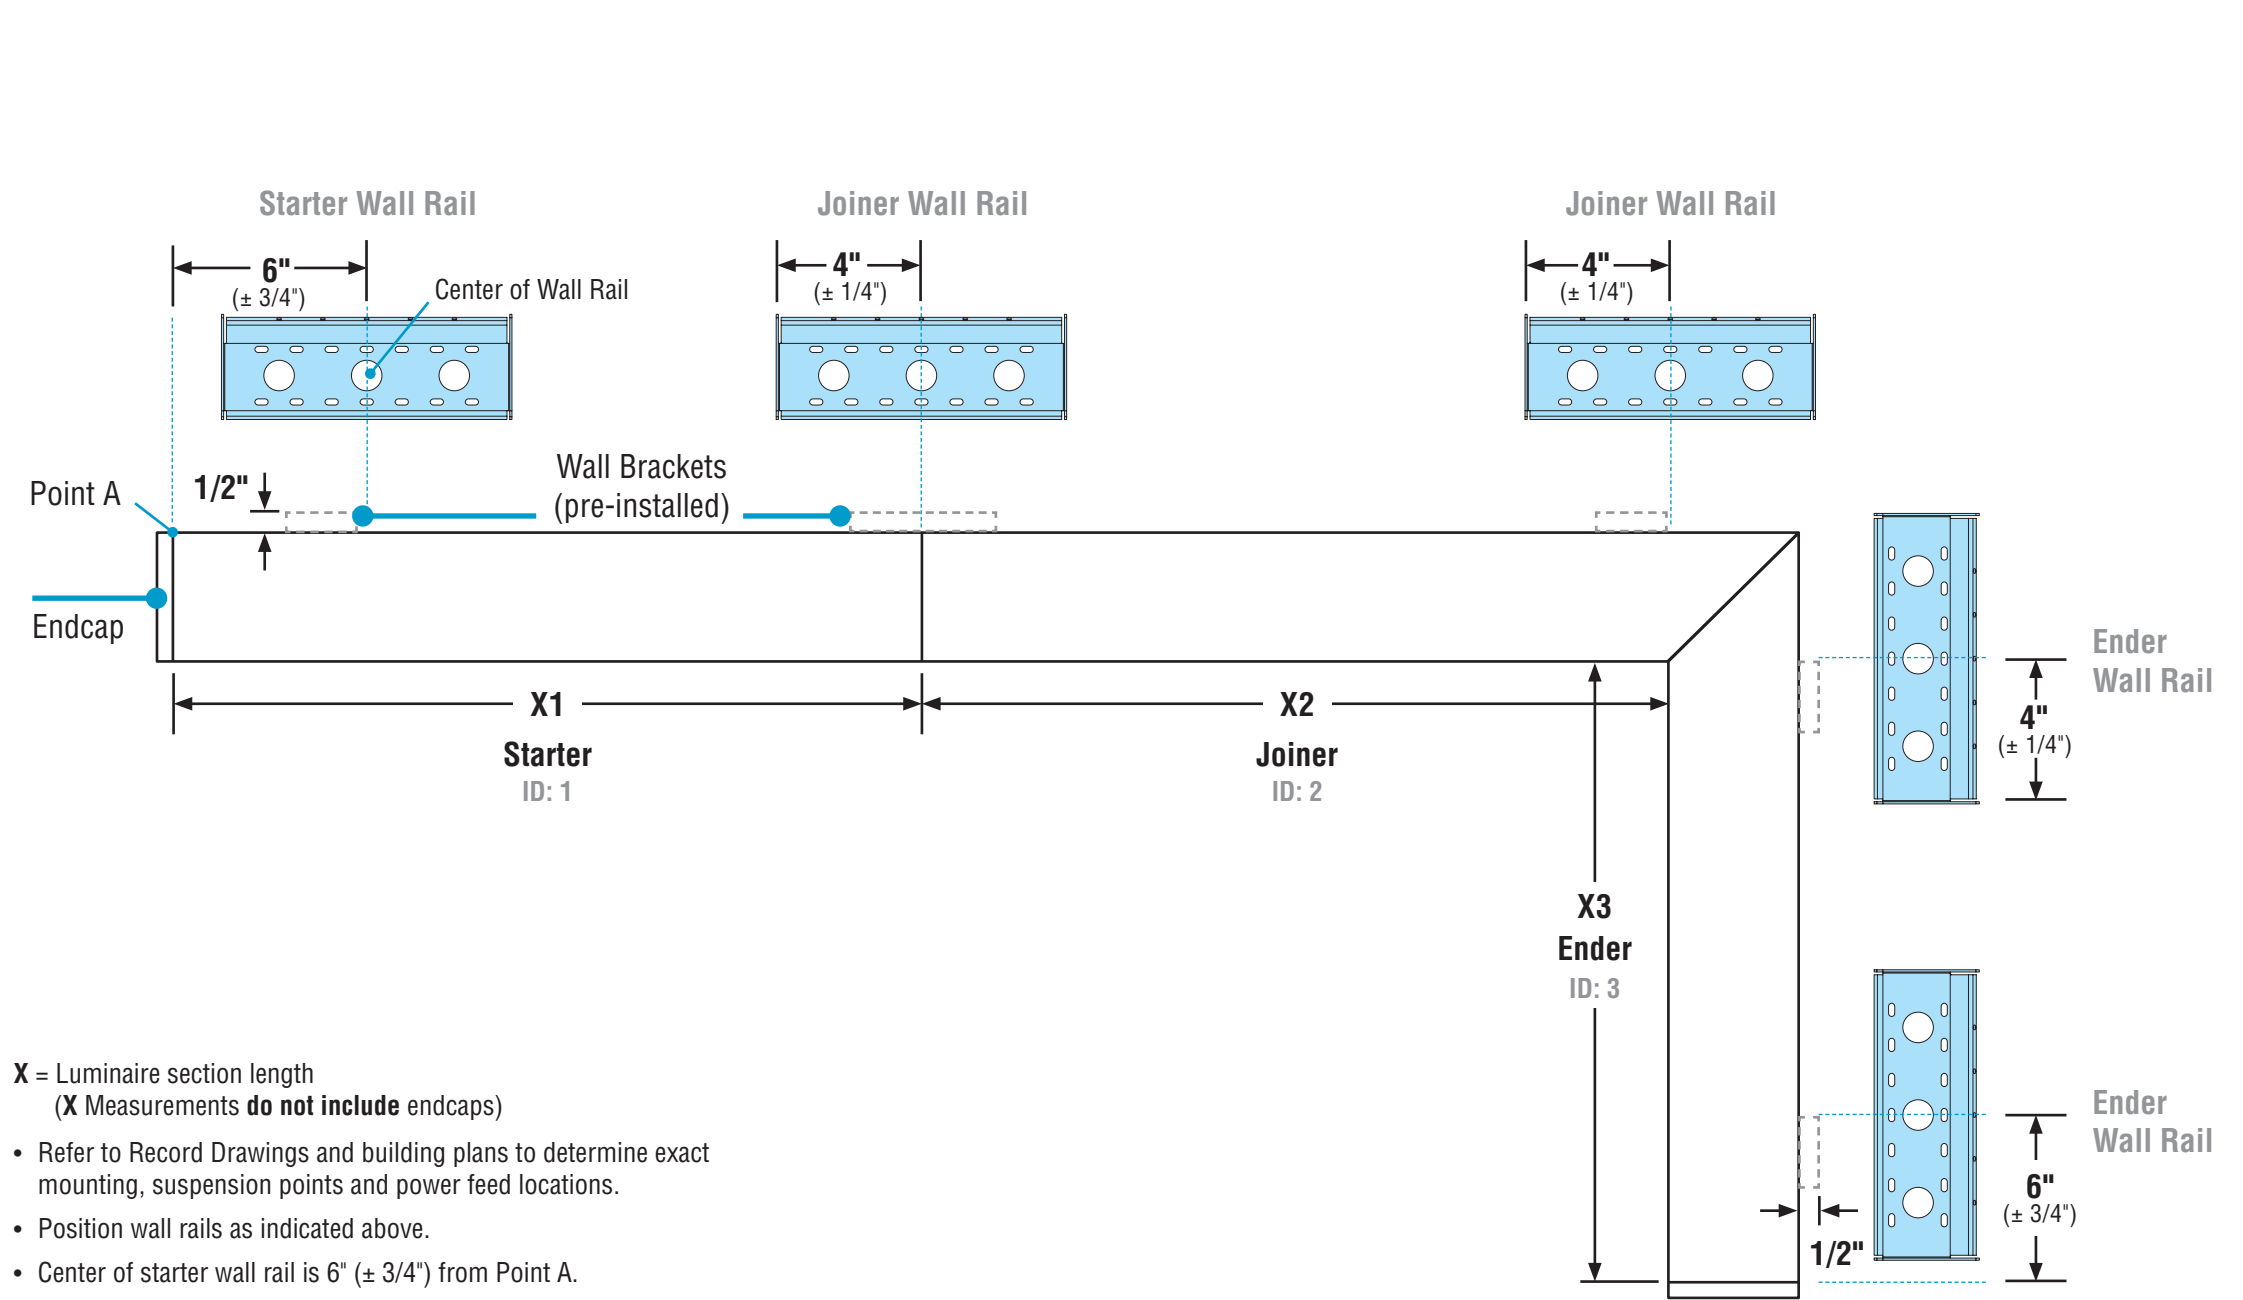 Starter Wall Rail
Joiner Wall Rail
Joiner Wall Rail
6"
(± 3/4")
Center of Wall Rail
4"
(± 1/4")
4"
(± 1/4")
Point A
1/2"
Wall Brackets
(pre-installed)
Endcap
X1
Starter
ID: 1
X2
Joiner
ID: 2
Ender
Wall Rail
4"
(± 1/4")
X3
Ender
ID: 3
Ender
Wall Rail
6"
(± 3/4")
1/2"
X = Luminaire section length
(X Measurements do not include endcaps)
• Refer to Record Drawings and building plans to determine exact
mounting, suspension points and power feed locations.
• Position wall rails as indicated above.
• Center of starter wall rail is 6" (± 3/4") from Point A.